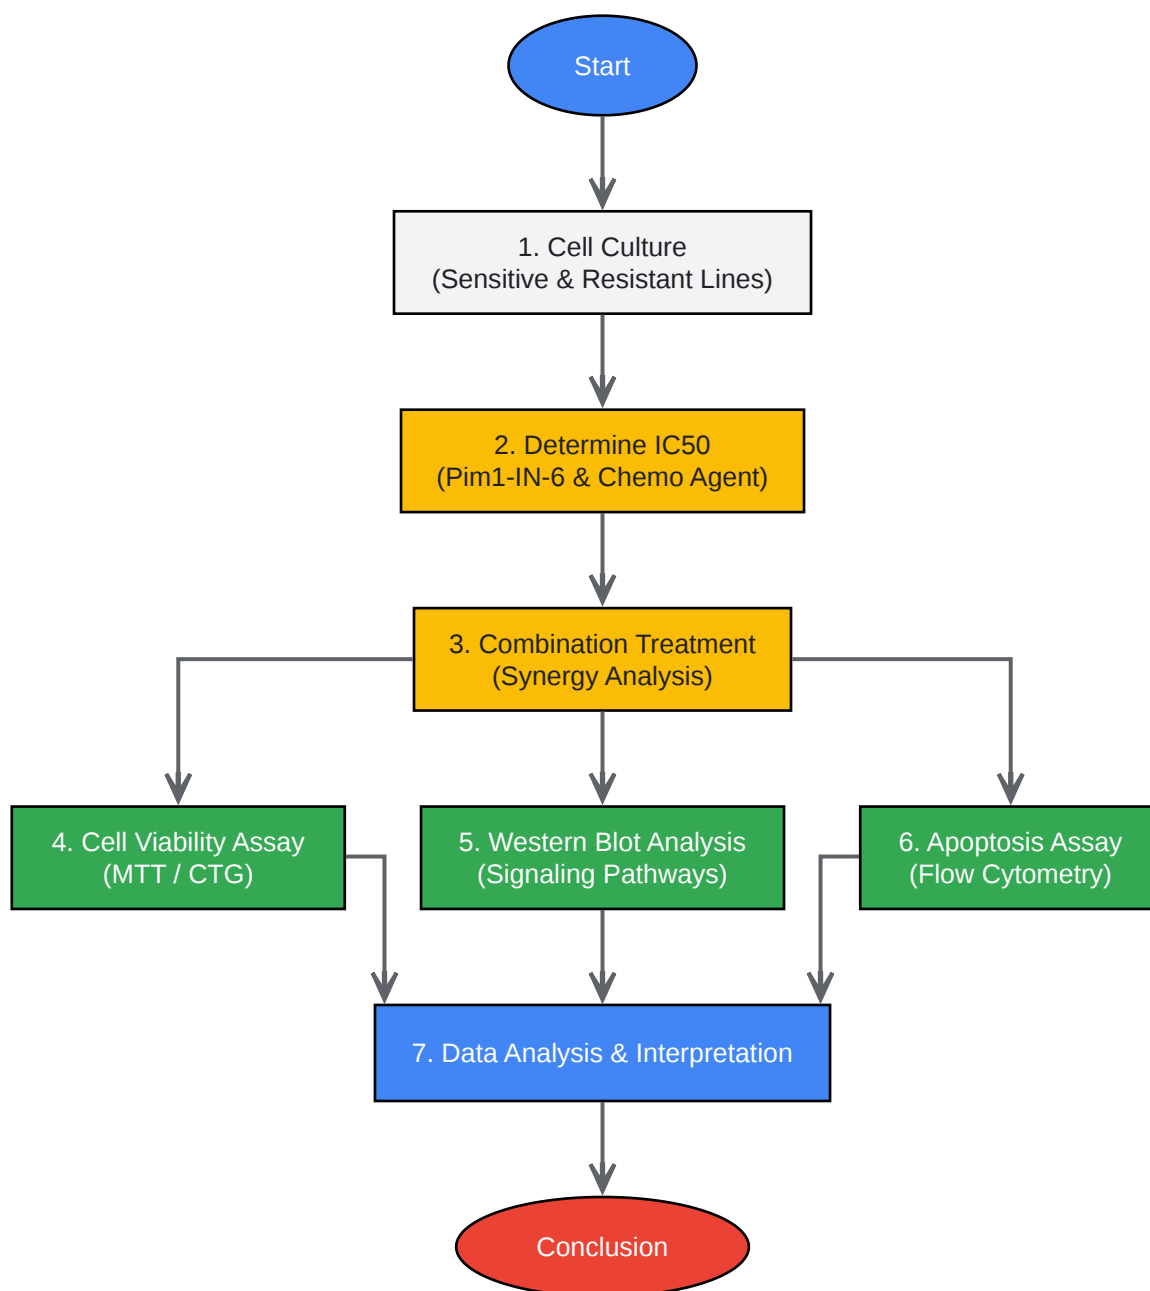 Start
1. Cell Culture
(Sensitive & Resistant Lines)
2. Determine IC50
(Pim1-IN-6 & Chemo Agent)
3. Combination Treatment
(Synergy Analysis)
4. Cell Viability Assay
(MTT / CTG)
5. Western Blot Analysis
(Signaling Pathways)
6. Apoptosis Assay
(Flow Cytometry)
7. Data Analysis & Interpretation
Conclusion